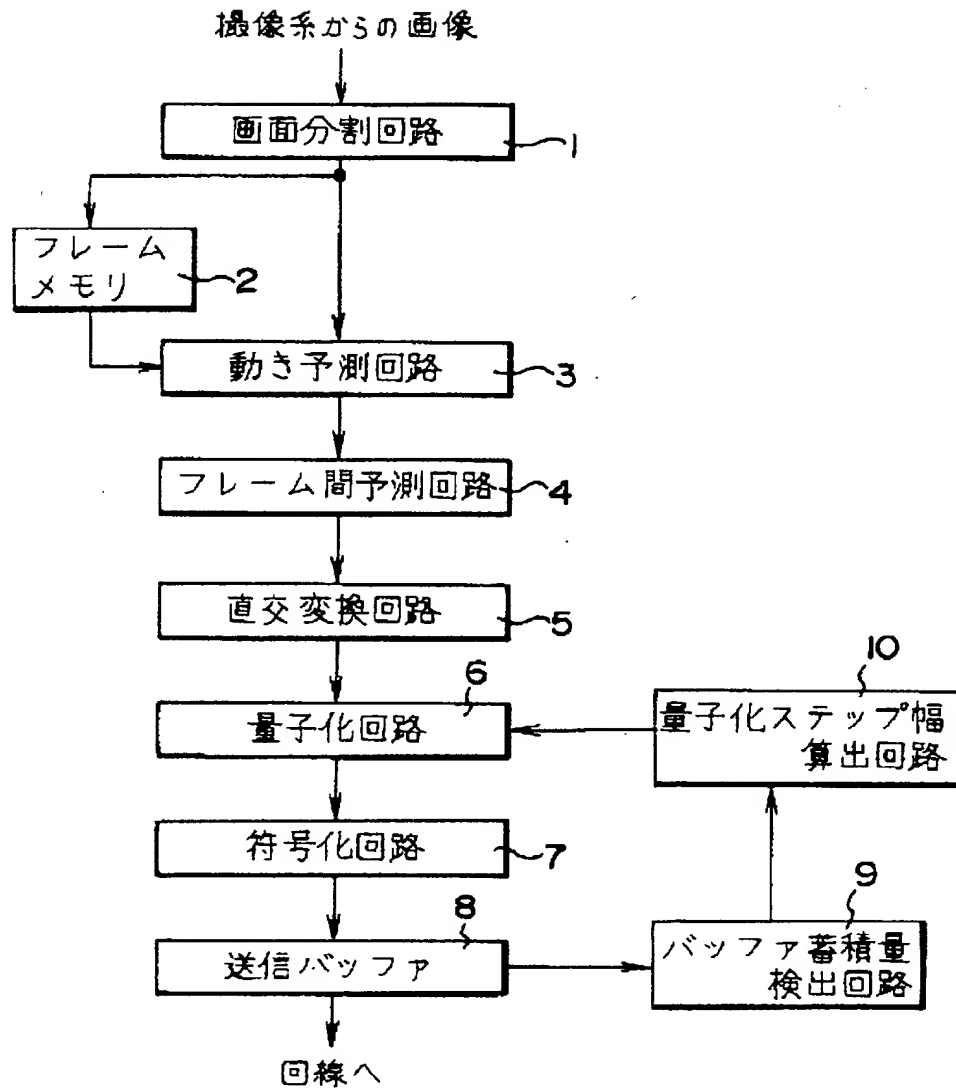 撮像系からの画像
画面分割回路
1
フレーム
メモリ
2
動き予測回路
3
フレーム間予測回路
4
直交変換回路
5
6
量子化回路
10
量子化ステップ幅
算出回路
符号化回路
7
8
送信バッファ
9
バッファ蓄積量
検出回路
回線へ